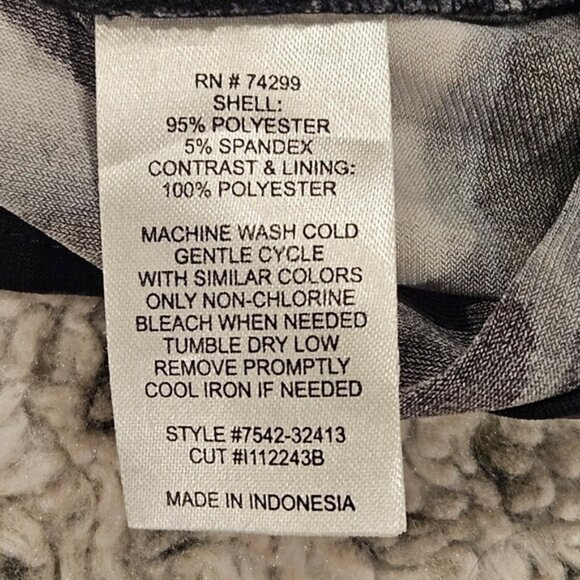 RN # 74299
SHELL:
95% POLYESTER
5% SPANDEX
CONTRAST & LINING:
100% POLYESTER
MACHINE WASH COLD
GENTLE CYCLE
WITH SIMILAR COLORS
ONLY NON-CHLORINE
BLEACH WHEN NEEDED
TUMBLE DRY LOW
REMOVE PROMPTLY
COOL IRON IF NEEDED
STYLE #7542-32413
CUT #I112243B
MADE IN INDONESIA